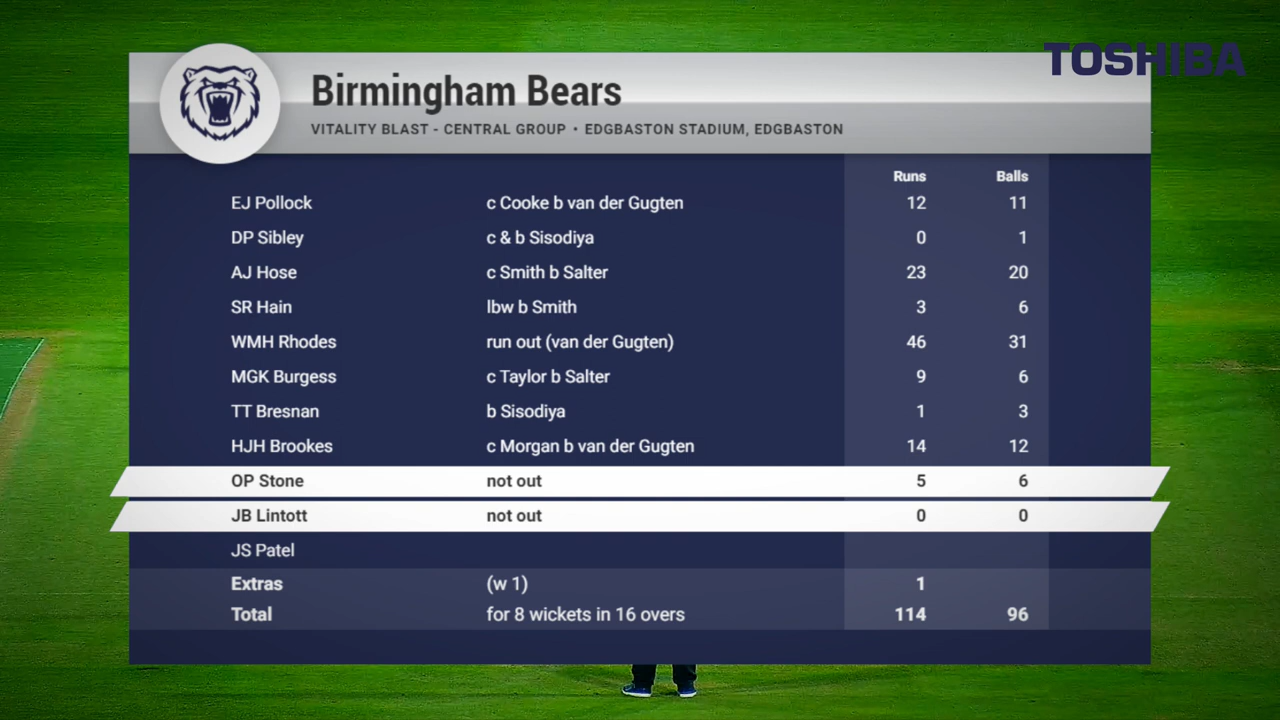 TOSHIBA
Birmingham Bears
VITALITY BLAST - CENTRAL GROUP • EDGBASTON STADIUM, EDGBASTON
Runs Balls
EJ Pollock c Cooke b van der Gugten 12 11
DP Sibley c & b Sisodiya 0 1
AJ Hose c Smith b Salter 23 20
SR Hain lbw b Smith 3 6
WMH Rhodes run out (van der Gugten) 46 31
MGK Burgess c Taylor b Salter 9 6
TT Bresnan b Sisodiya 1 3
HJH Brookes c Morgan b van der Gugten 14 12
OP Stone not out 5 6
JB Lintott not out 0 0
JS Patel
Extras (w 1) 1
Total for 8 wickets in 16 overs 114 96